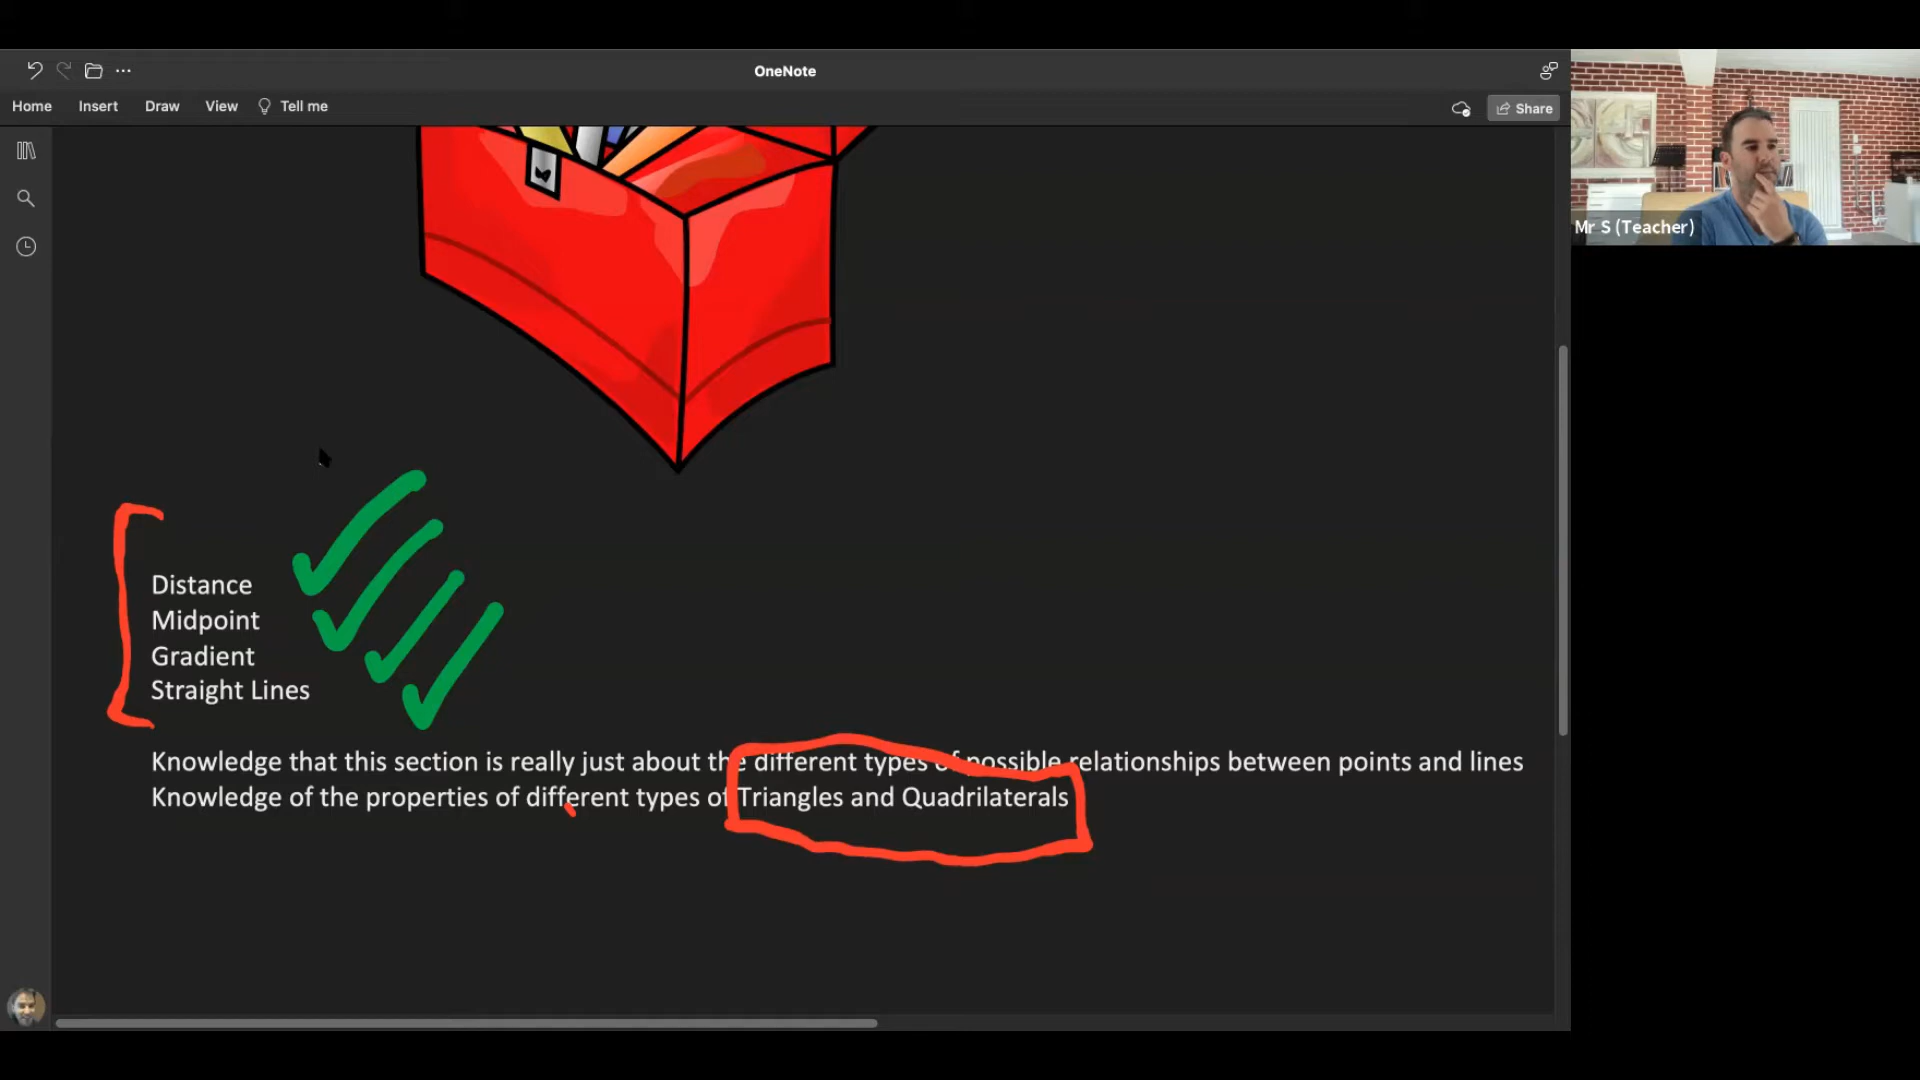 OneNote
Home Insert Draw View Tell me Share
Mr S (Teacher)
Distance
Midpoint
Gradient
Straight Lines
Knowledge that this section is really just about the different types of possible relationships between points and lines
Knowledge of the properties of different types of Triangles and Quadrilaterals